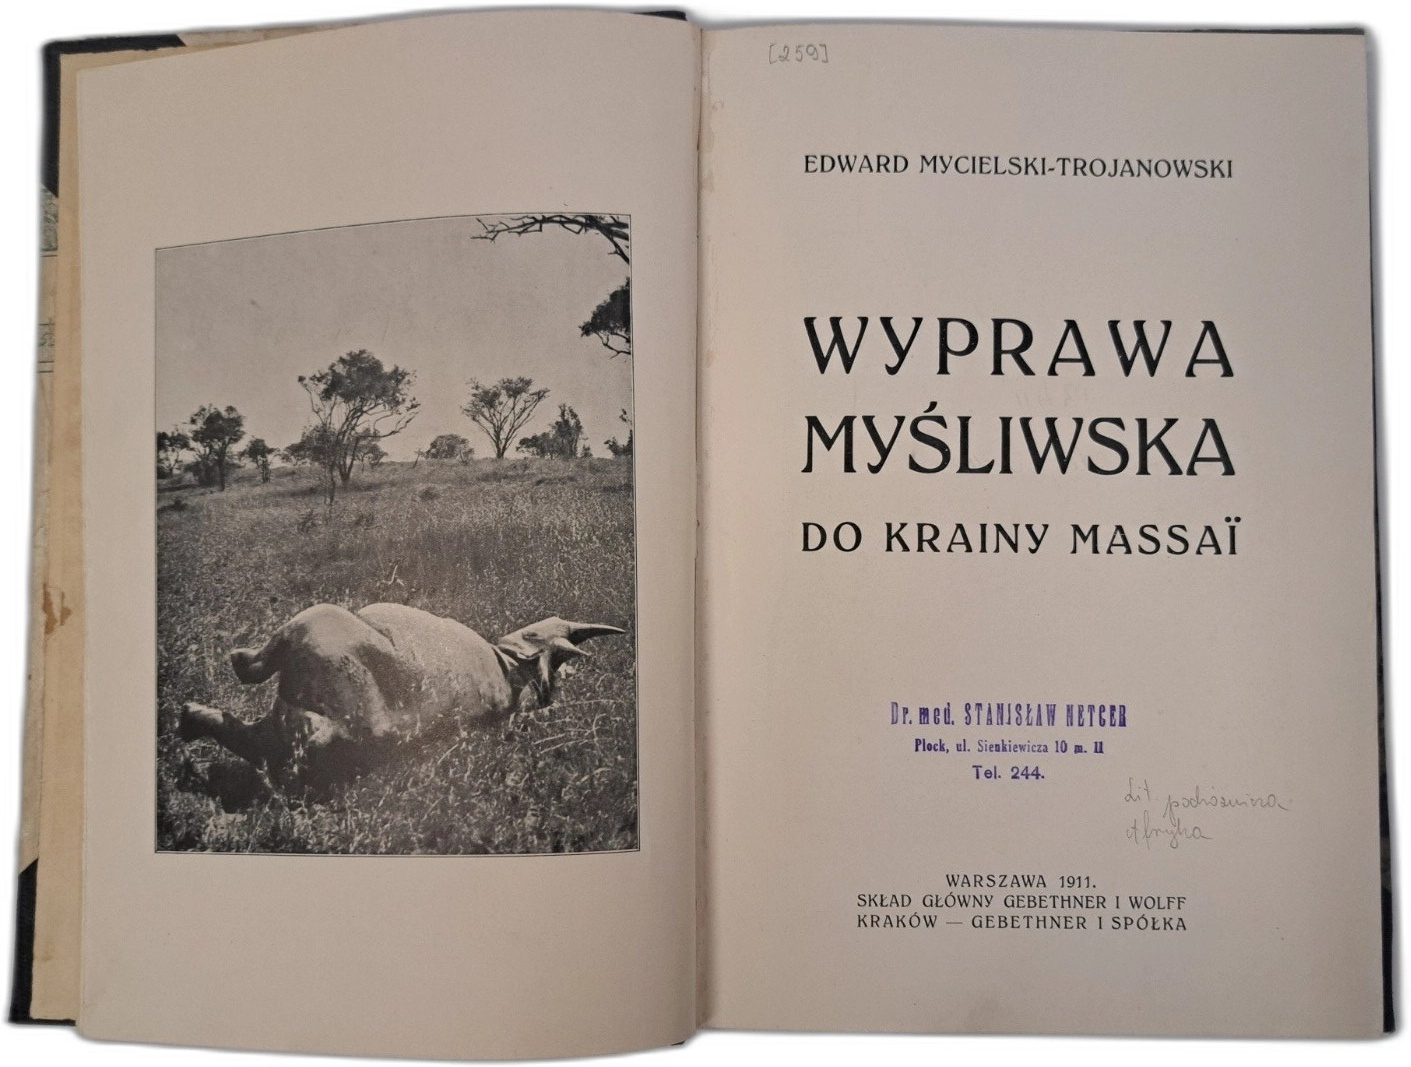 [259]
EDWARD MYCIELSKI-TROJANOWSKI
WYPRAWA
MYŚLIWSKA
DO KRAINY MASSAÏ
Dr. med. STANISŁAW NETCER
Płock, ul. Sienkiewicza 10 m. 11
Tel. 244.
Lit podróżnicza
Afryka
WARSZAWA 1911.
SKŁAD GŁÓWNY GEBETHNER I WOLFF
KRAKÓW — GEBETHNER I SPÓŁKA